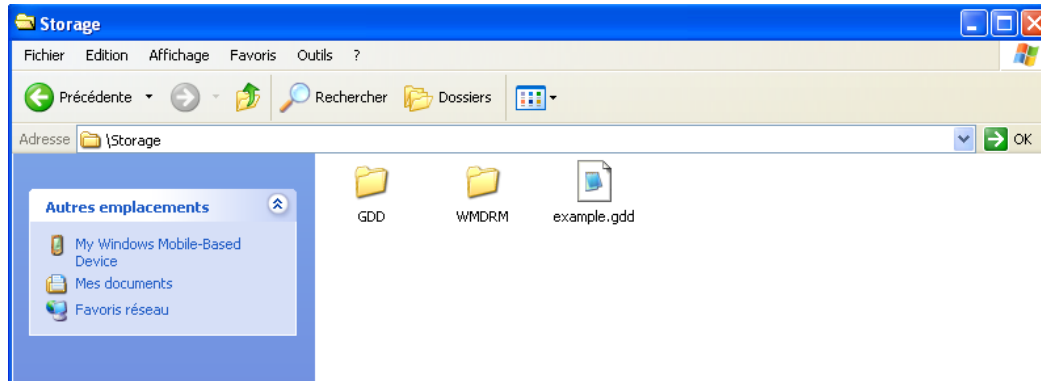 Storage
Fichier Edition Affichage Favoris Outils ?
Précédente Rechercher Dossiers
Adresse \Storage OK
Autres emplacements
My Windows Mobile-Based
Device
Mes documents
Favoris réseau
GDD WMDRM example.gdd